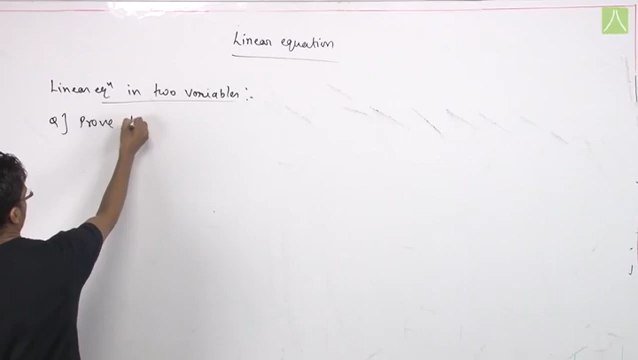 Linear equation
Linear eqⁿ in two variables :-
Q] Prove